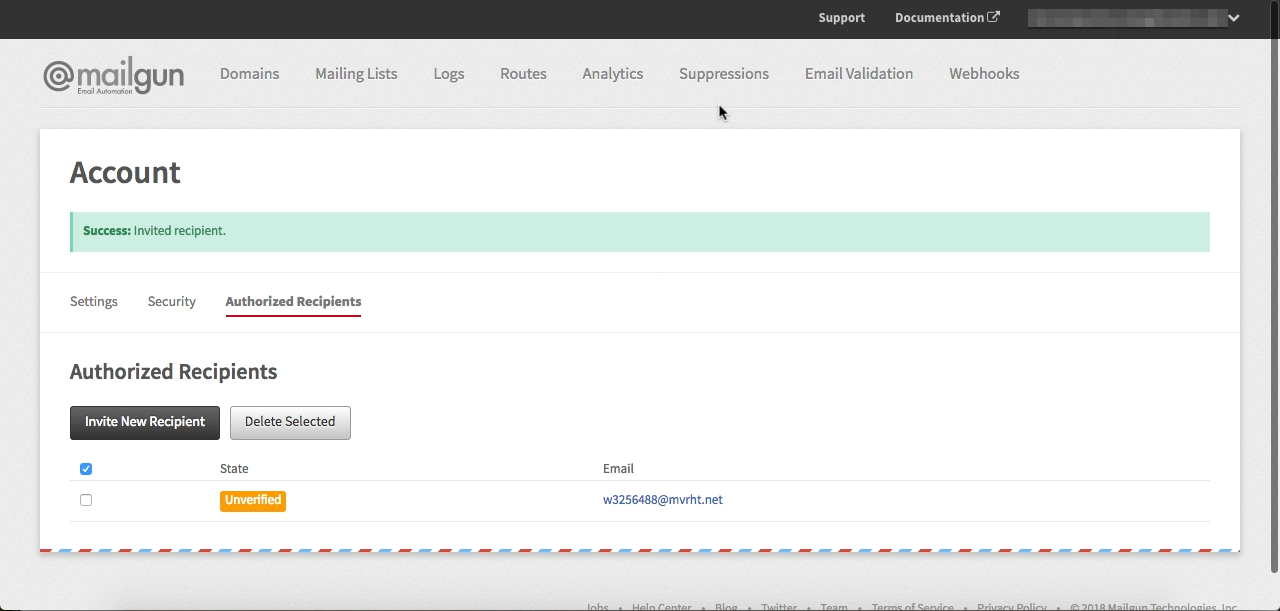 Support Documentation
@mailgun
Email Automation
Domains Mailing Lists Logs Routes Analytics Suppressions Email Validation Webhooks
Account
Success: Invited recipient.
Settings Security Authorized Recipients
Authorized Recipients
Invite New Recipient Delete Selected
State Email
Unverified w3256488@mvrht.net
Jobs • Help Center • Blog • Twitter • Team • Terms of Service • Privacy Policy • © 2018 Mailgun Technologies, Inc.